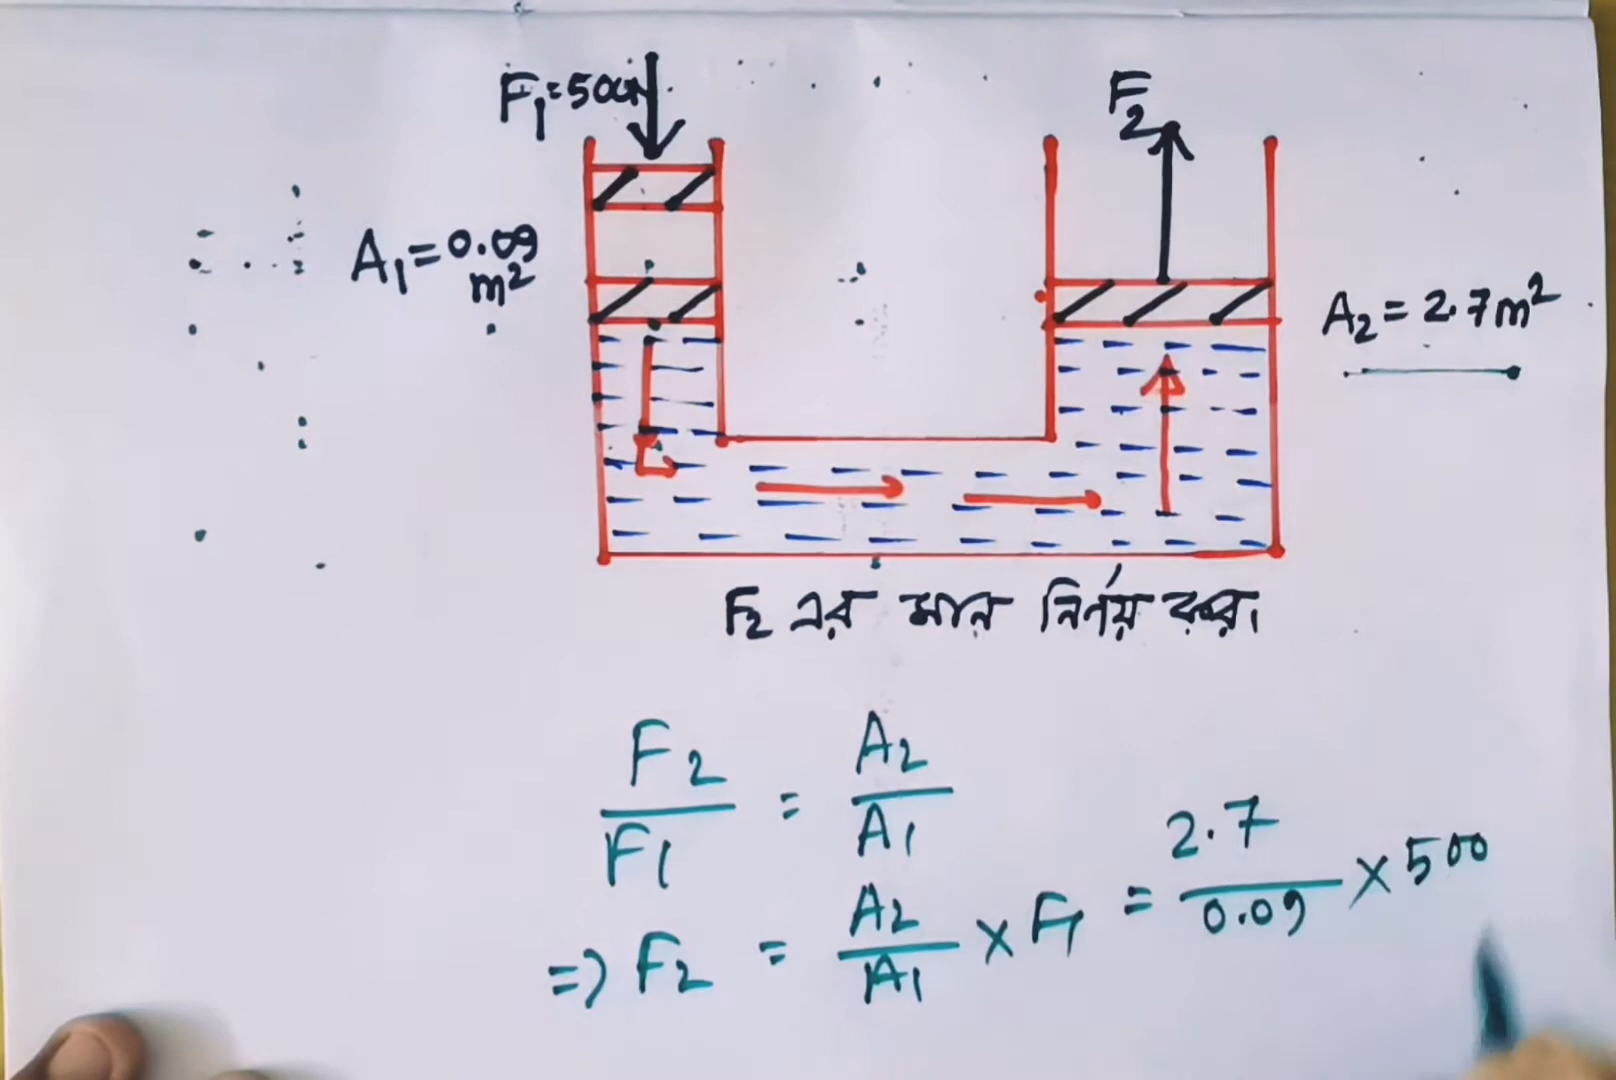 F₁=500N
F₂
A₁=0.09
m²
A₂=2.7m²
F₂ এর মান নির্ণয় কর।
F₂/F₁ = A₂/A₁
=> F₂ = A₂/A₁ × F₁ = 2.7/0.09 × 500